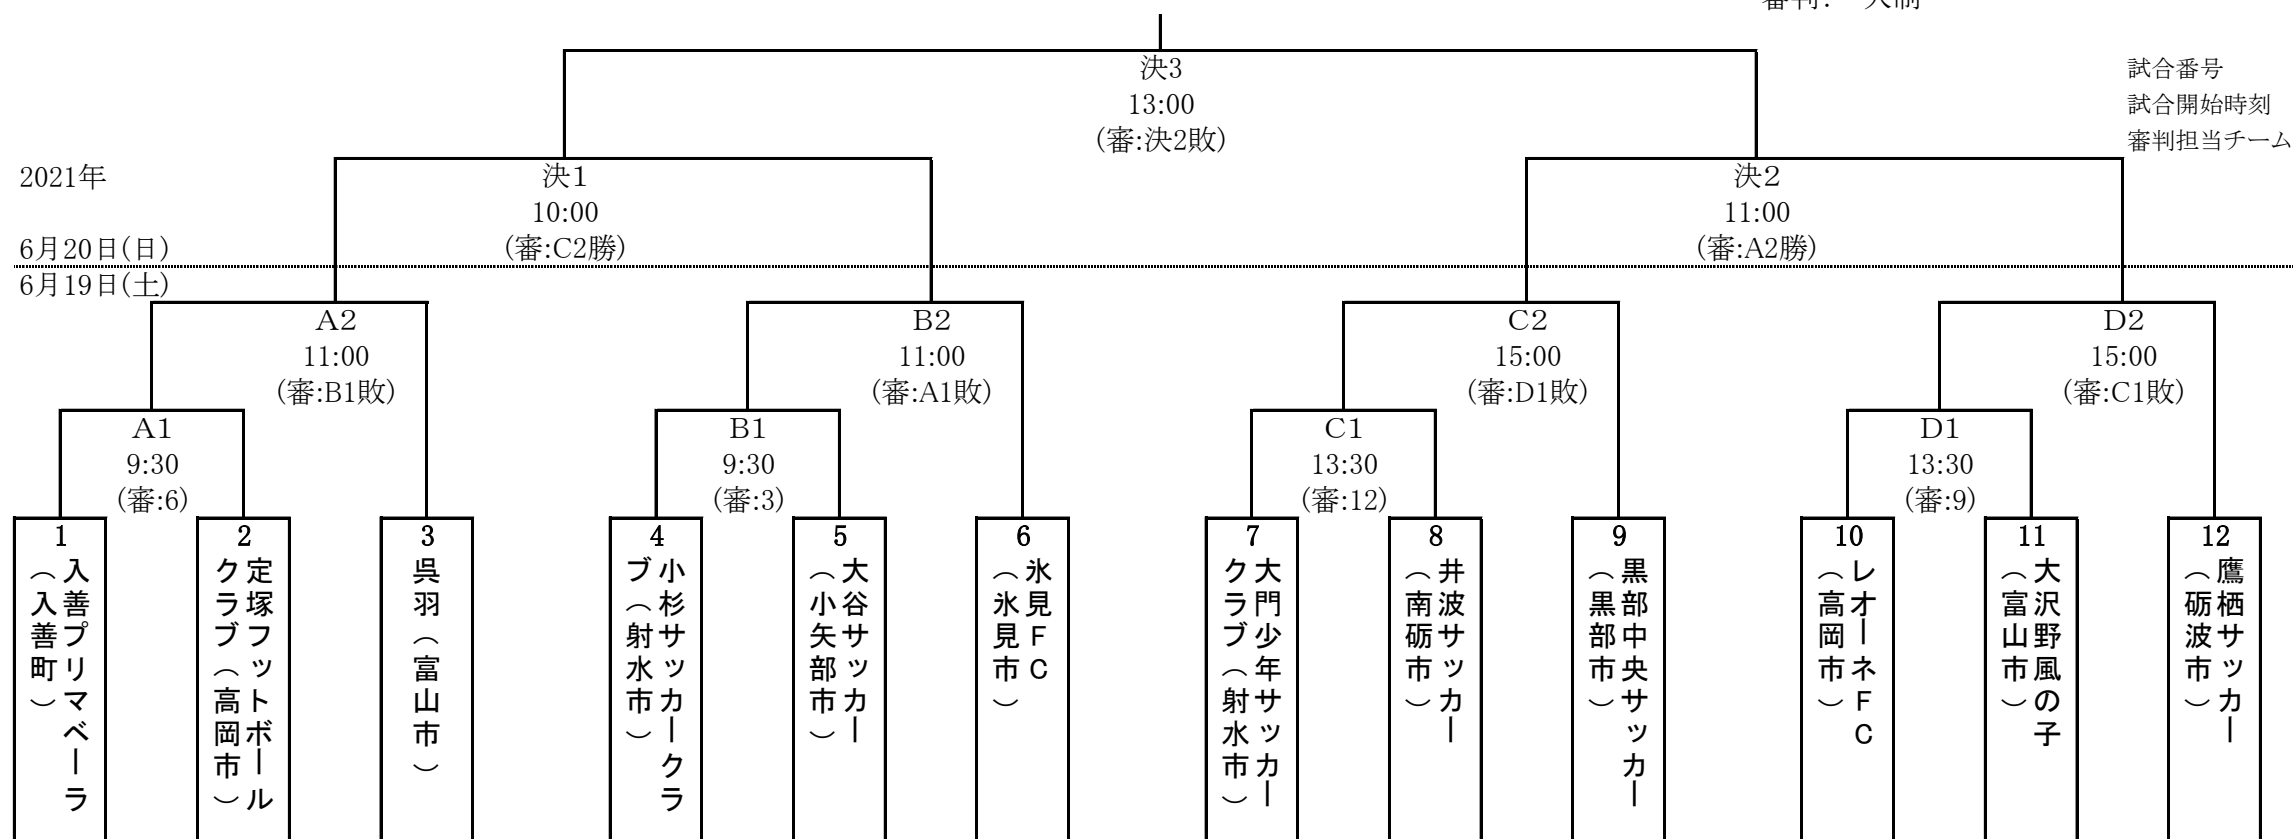 決3
13:00
(審:決2敗)
試合番号
試合開始時刻
審判担当チーム
2021年
決1
10:00
(審:C2勝)
決2
11:00
(審:A2勝)
6月20日(日)
6月19日(土)
A2
11:00
(審:B1敗)
B2
11:00
(審:A1敗)
C2
15:00
(審:D1敗)
D2
15:00
(審:C1敗)
A1
9:30
(審:6)
B1
9:30
(審:3)
C1
13:30
(審:12)
D1
13:30
(審:9)
1
入善プリマベーラ
(入善町)
2
定塚フットボール
クラブ(高岡市)
3
呉羽(富山市)
4
小杉サッカークラ
ブ(射水市)
5
大谷サッカー
(小矢部市)
6
氷見FC
(氷見市)
7
大門少年サッカー
クラブ(射水市)
8
井波サッカー
(南砺市)
9
黒部中央サッカー
(黒部市)
10
レオーネFC
(高岡市)
11
大沢野風の子
(富山市)
12
鷹栖サッカー
(砺波市)